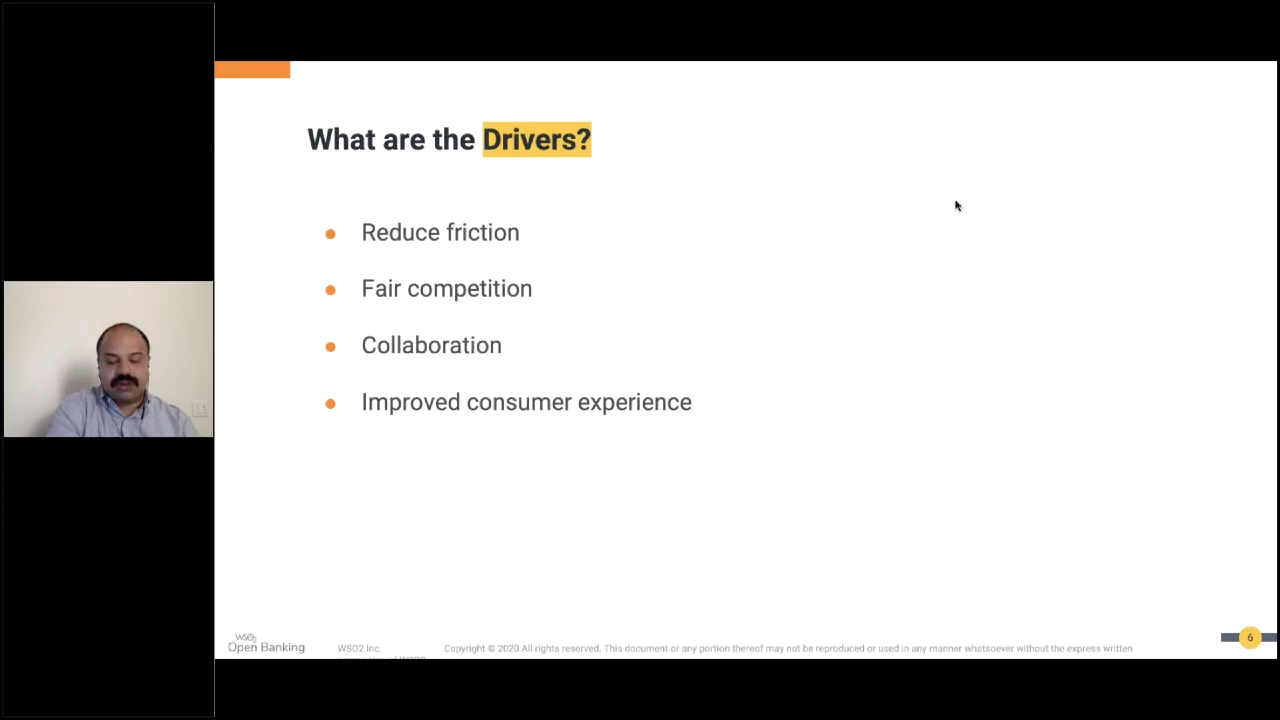 What are the Drivers?
Reduce friction
Fair competition
Collaboration
Improved consumer experience
WSO2
Open Banking
WSO2 Inc.
Copyright © 2020 All rights reserved. This document or any portion thereof may not be reproduced or used in any manner whatsoever without the express written
6